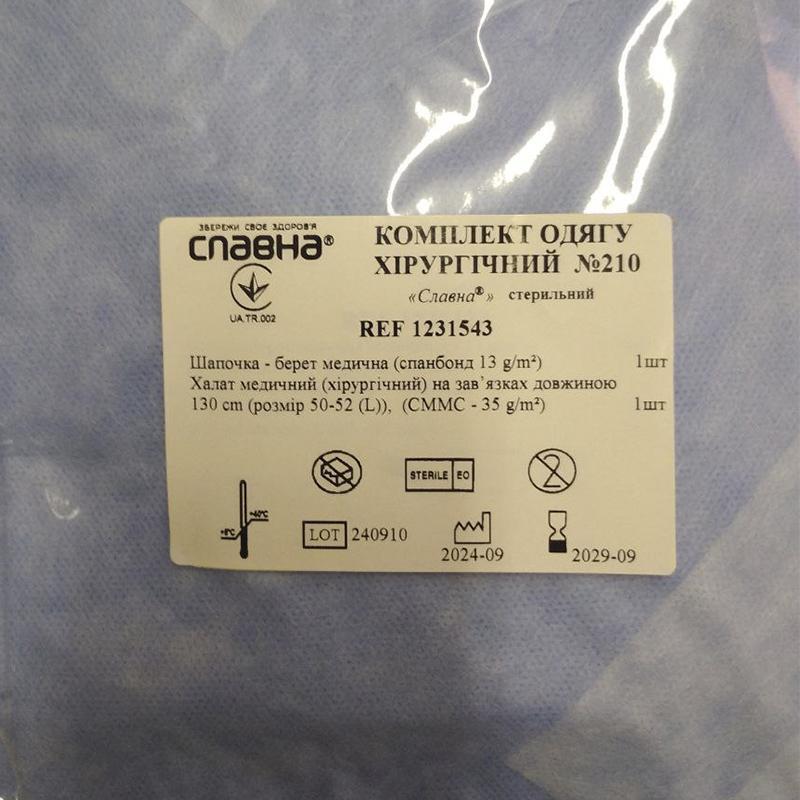 ЗБЕРЕЖИ СВОЄ ЗДОРОВ'Я
СЛАВНА®
UA.TR.002
КОМПЛЕКТ ОДЯГУ
ХІРУРГІЧНИЙ №210
«Славна®» стерильний
REF 1231543
Шапочка - берет медична (спанбонд 13 g/m²) 1шт
Халат медичний (хірургічний) на зав'язках довжиною
130 cm (розмір 50-52 (L)), (СММС - 35 g/m²) 1шт
STERILE EO
2
+5°C
+40°C
LOT 240910
2024-09
2029-09